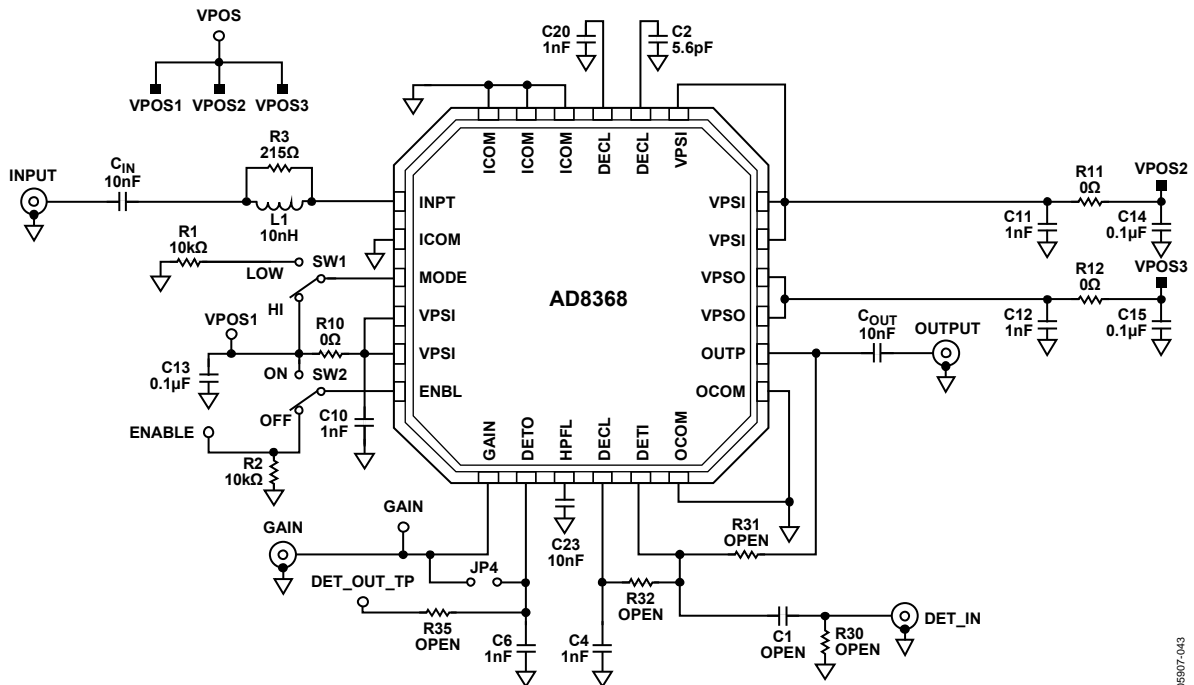 VPOS
VPOS1 VPOS2 VPOS3
C20
1nF
C2
5.6pF
ICOM
ICOM
ICOM
DECL
DECL
VPSI
R3
215Ω
INPUT
CIN
10nF
L1
10nH
INPT
ICOM
MODE
VPSI
VPSI
ENBL
AD8368
VPSI
VPSI
VPSO
VPSO
OUTP
OCOM
R11
0Ω
VPOS2
C11
1nF
C14
0.1µF
R12
0Ω
VPOS3
C12
1nF
C15
0.1µF
COUT
10nF
OUTPUT
R1
10kΩ
LOW
SW1
HI
VPOS1
R10
0Ω
C13
0.1µF
ON
SW2
OFF
C10
1nF
ENABLE
R2
10kΩ
GAIN
DETO
HPFL
DECL
DETI
OCOM
GAIN
GAIN
C23
10nF
R31
OPEN
JP4
DET_OUT_TP
R35
OPEN
R32
OPEN
C6
1nF
C4
1nF
C1
OPEN
R30
OPEN
DET_IN
05907-043